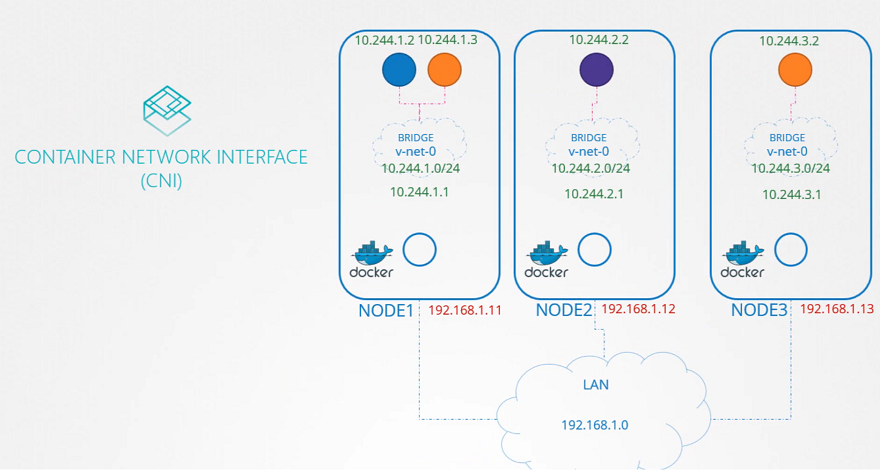 CONTAINER NETWORK INTERFACE
(CNI)
10.244.1.2 10.244.1.3
BRIDGE
v-net-0
10.244.1.0/24
10.244.1.1
docker
NODE1 192.168.1.11
10.244.2.2
BRIDGE
v-net-0
10.244.2.0/24
10.244.2.1
docker
NODE2 192.168.1.12
10.244.3.2
BRIDGE
v-net-0
10.244.3.0/24
10.244.3.1
docker
NODE3 192.168.1.13
LAN
192.168.1.0